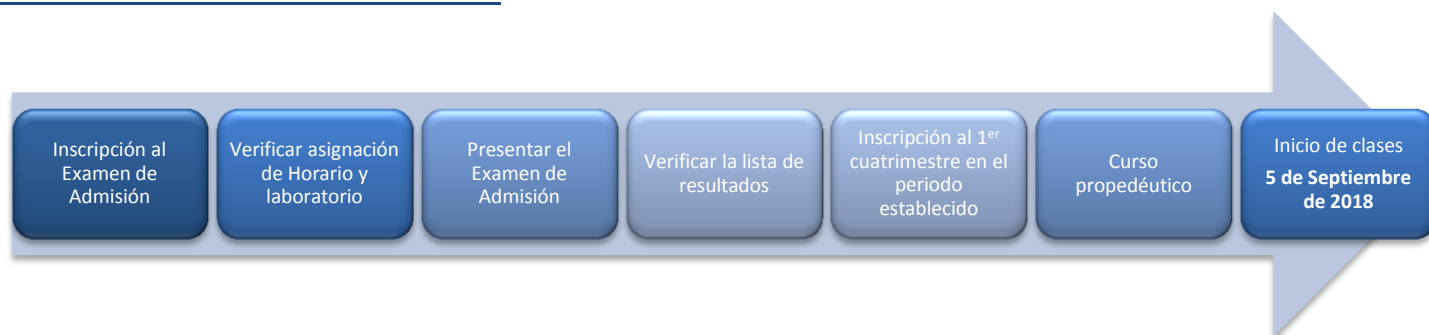 Inscripción al
Examen de
Admisión
Verificar asignación
de Horario y
laboratorio
Presentar el
Examen de
Admisión
Verificar la lista de
resultados
Inscripción al 1er
cuatrimestre en el
periodo
establecido
Curso
propedéutico
Inicio de clases
5 de Septiembre
de 2018